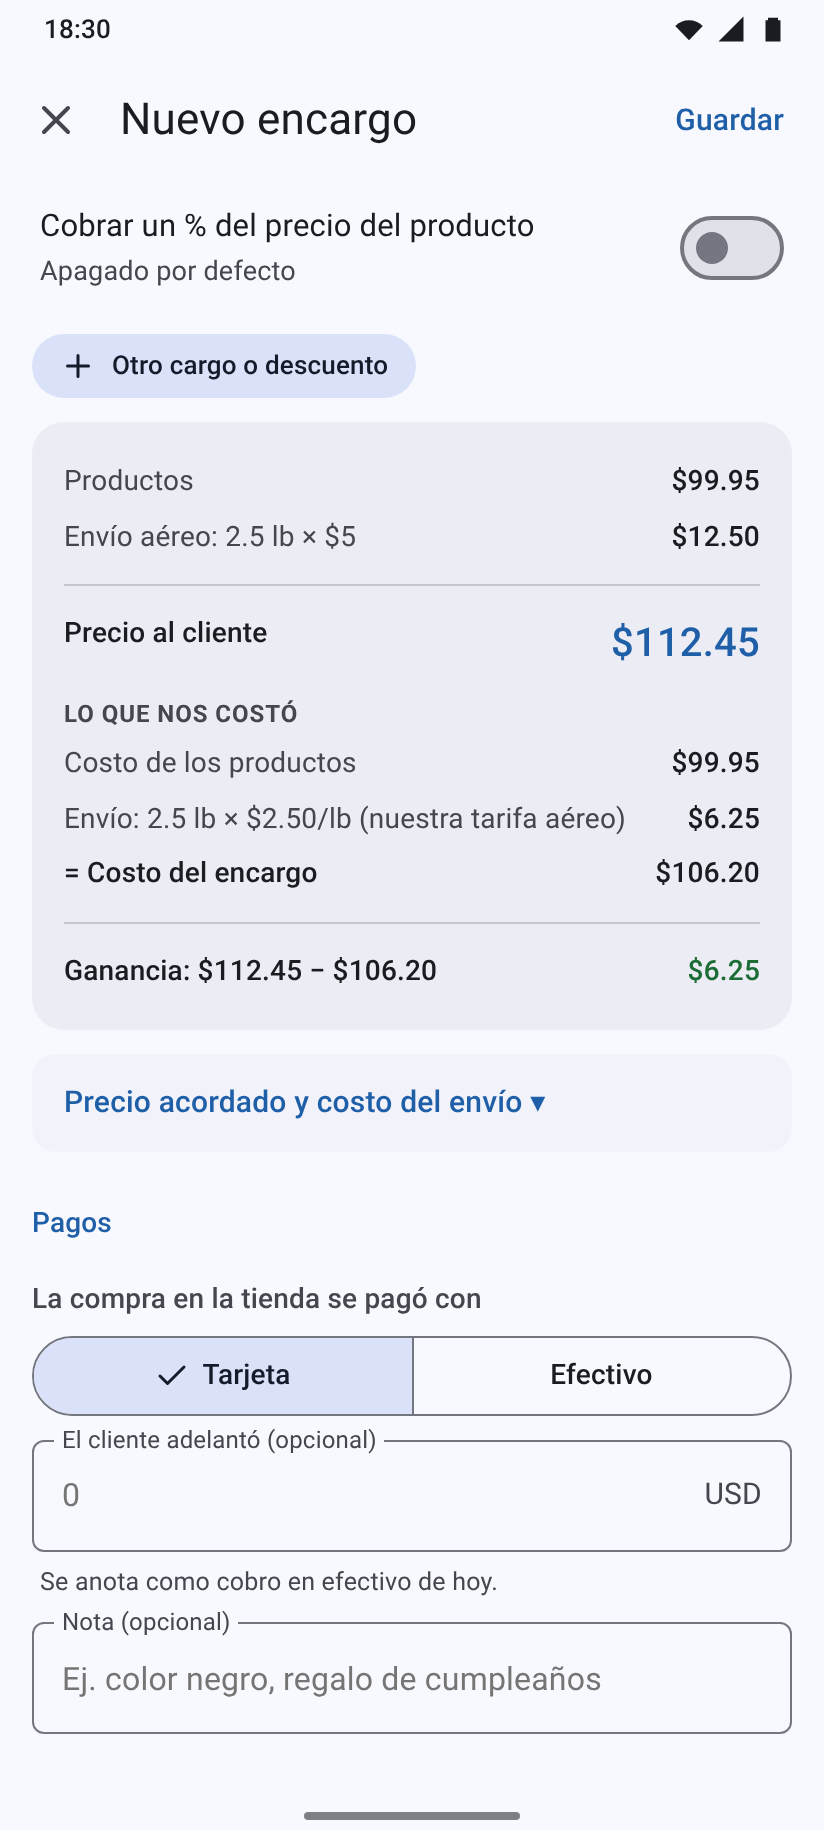 18:30
Nuevo encargo
Guardar
Cobrar un % del precio del producto
Apagado por defecto
Otro cargo o descuento
Productos $99.95
Envío aéreo: 2.5 lb × $5 $12.50
Precio al cliente $112.45
LO QUE NOS COSTÓ
Costo de los productos $99.95
Envío: 2.5 lb × $2.50/lb (nuestra tarifa aéreo) $6.25
= Costo del encargo $106.20
Ganancia: $112.45 − $106.20 $6.25
Precio acordado y costo del envío ▾
Pagos
La compra en la tienda se pagó con
Tarjeta Efectivo
El cliente adelantó (opcional)
0 USD
Se anota como cobro en efectivo de hoy.
Nota (opcional)
Ej. color negro, regalo de cumpleaños